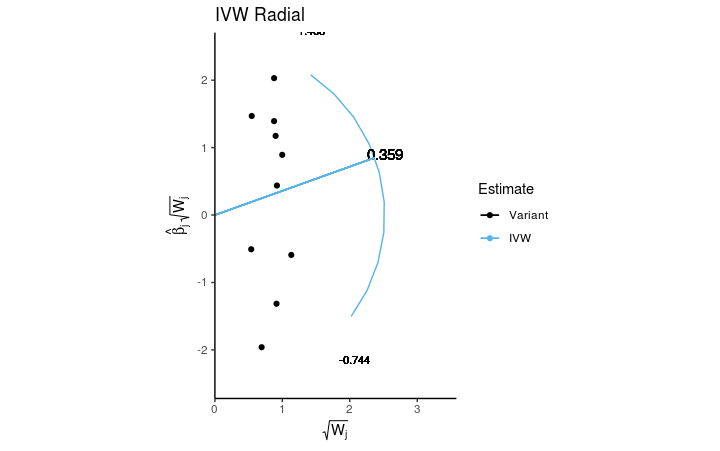 IVW Radial
2
1
0
-1
-2
β̂j√Wj
0.359
-0.744
0 1 2 3
√Wj
Estimate
Variant
IVW